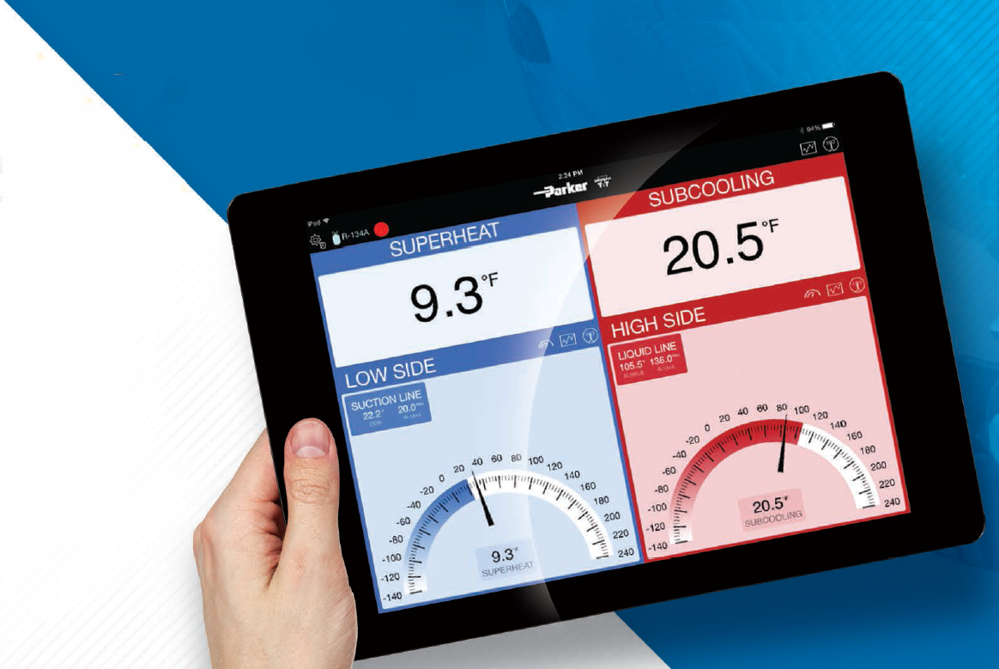 2:24 PM
94%
iPad
Parker
R-134A
SUPERHEAT
SUBCOOLING
9.3°F
20.5°F
LOW SIDE
HIGH SIDE
SUCTION LINE
22.2° 20.0
DEW
LIQUID LINE
105.5° 136.0
BUBBLE
-140
-120
-100
-80
-60
-40
-20
0
20
40
60
80
100
120
140
160
180
200
220
240
9.3°F
SUPERHEAT
-140
-120
-100
-80
-60
-40
-20
0
20
40
60
80
100
120
140
160
180
200
220
240
20.5°F
SUBCOOLING